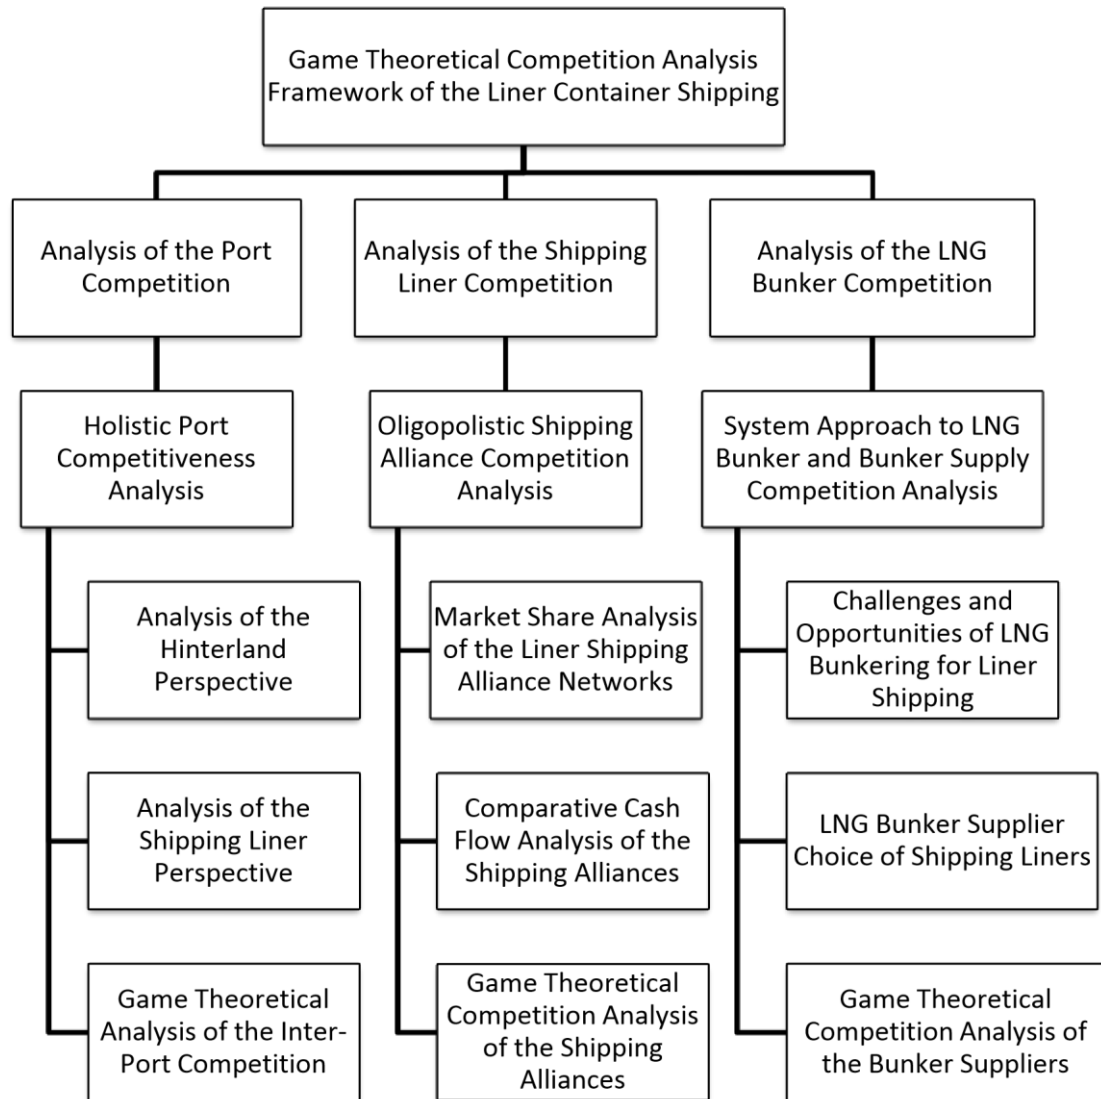 Game Theoretical Competition Analysis
Framework of the Liner Container Shipping
Analysis of the Port
Competition
Analysis of the Shipping
Liner Competition
Analysis of the LNG
Bunker Competition
Holistic Port
Competitiveness
Analysis
Oligopolistic Shipping
Alliance Competition
Analysis
System Approach to LNG
Bunker and Bunker Supply
Competition Analysis
Analysis of the
Hinterland
Perspective
Market Share Analysis
of the Liner Shipping
Alliance Networks
Challenges and
Opportunities of LNG
Bunkering for Liner
Shipping
Analysis of the
Shipping Liner
Perspective
Comparative Cash
Flow Analysis of the
Shipping Alliances
LNG Bunker Supplier
Choice of Shipping Liners
Game Theoretical
Analysis of the Inter-
Port Competition
Game Theoretical
Competition Analysis
of the Shipping
Alliances
Game Theoretical
Competition Analysis of
the Bunker Suppliers